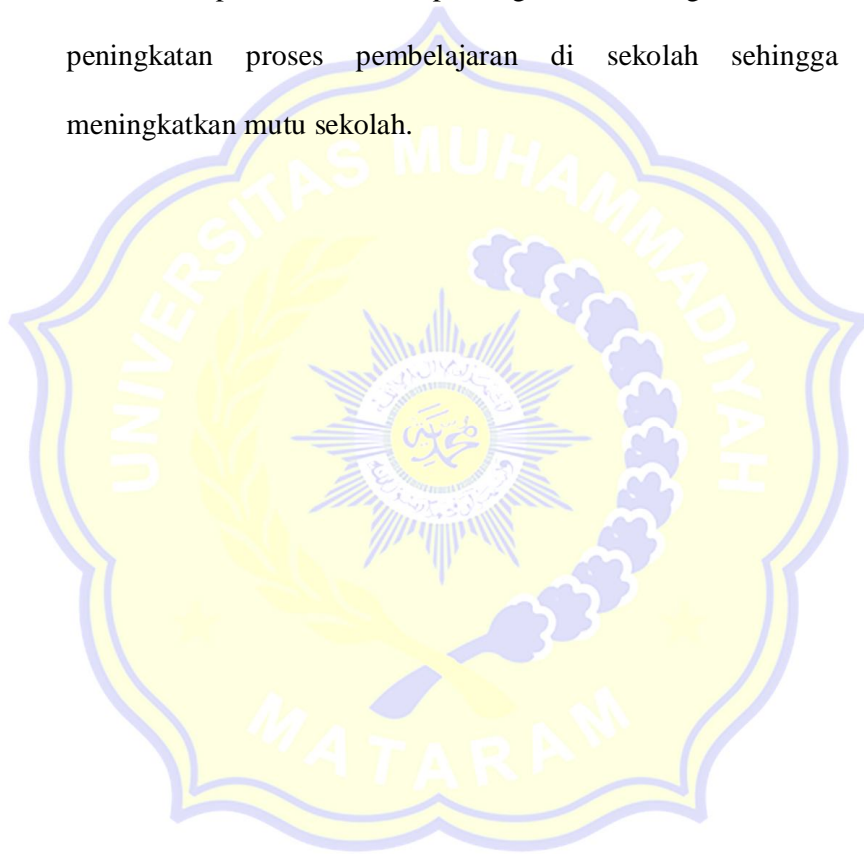 peningkatan proses pembelajaran di sekolah sehingga
meningkatkan mutu sekolah.
UNIVERSITAS MUHAMMADIYAH
MATARAM